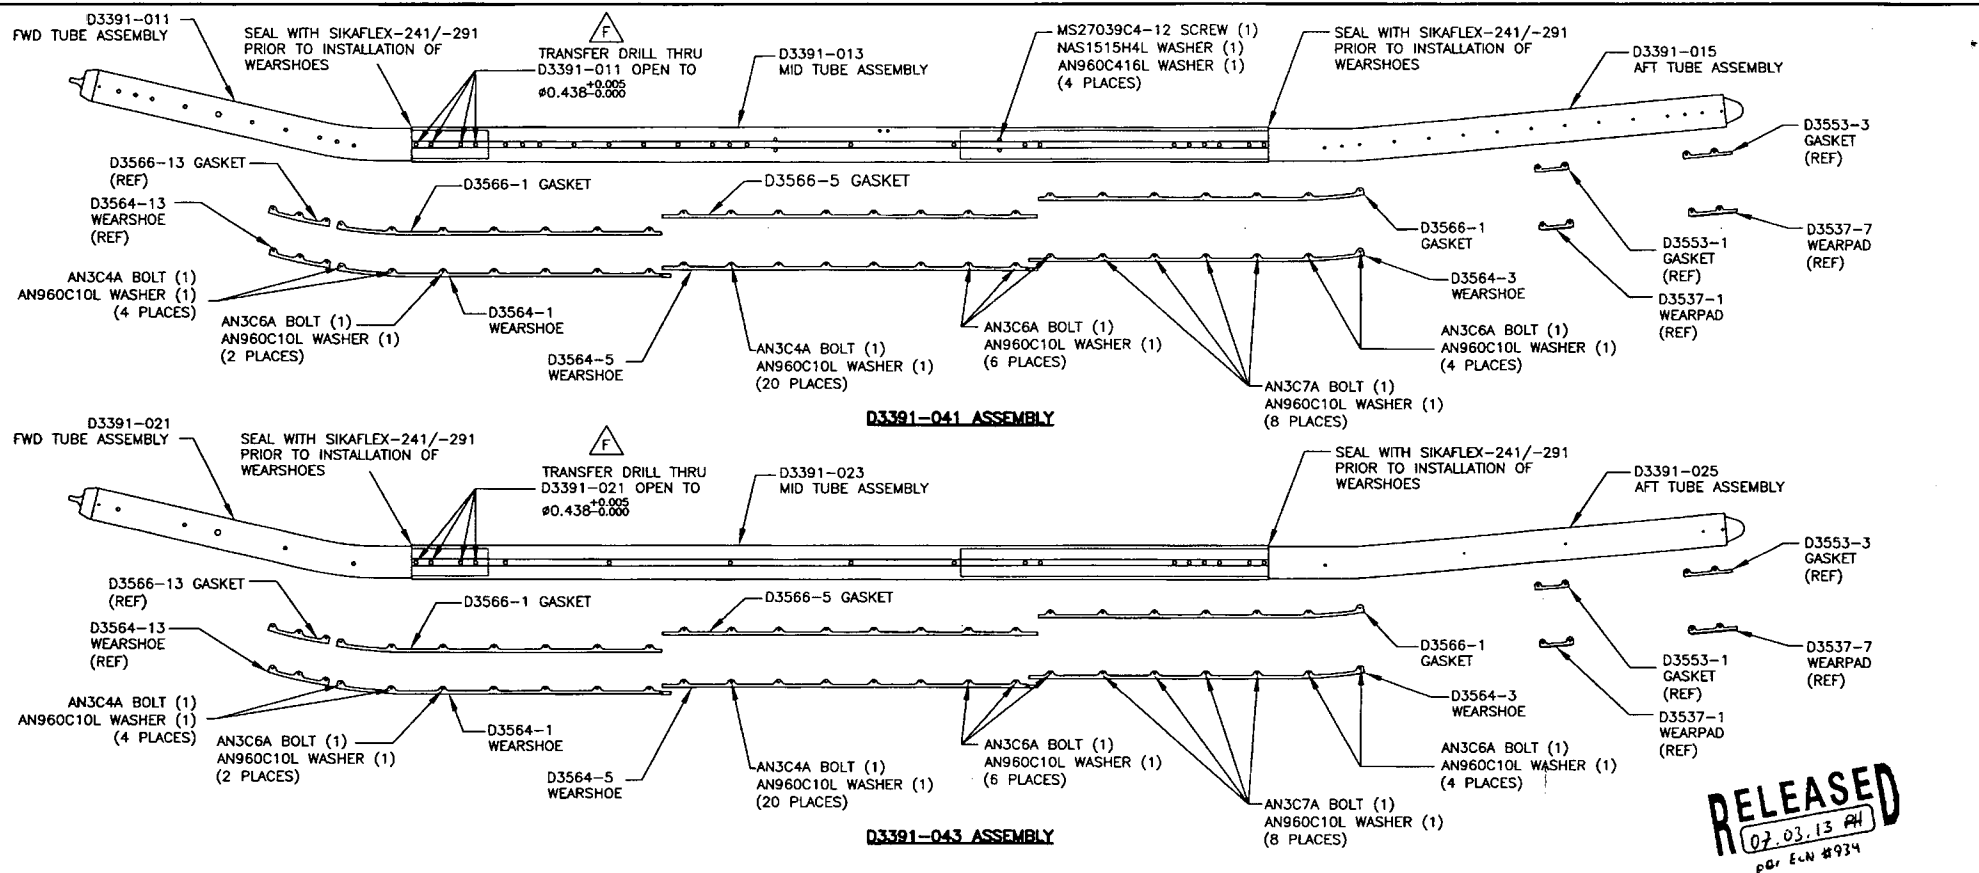 D3391-011
FWD TUBE ASSEMBLY
SEAL WITH SIKAFLEX-241/-291
PRIOR TO INSTALLATION OF
WEARSHOES
F
TRANSFER DRILL THRU
D3391-011 OPEN TO
ø0.438+0.005-0.000
D3391-013
MID TUBE ASSEMBLY
MS27039C4-12 SCREW (1)
NAS1515H4L WASHER (1)
AN960C416L WASHER (1)
(4 PLACES)
SEAL WITH SIKAFLEX-241/-291
PRIOR TO INSTALLATION OF
WEARSHOES
D3391-015
AFT TUBE ASSEMBLY
D3553-3
GASKET
(REF)
D3566-13 GASKET
(REF)
D3564-13
WEARSHOE
(REF)
D3566-1 GASKET
D3566-5 GASKET
D3566-1
GASKET
D3553-1
GASKET
(REF)
D3537-7
WEARPAD
(REF)
AN3C4A BOLT (1)
AN960C10L WASHER (1)
(4 PLACES)
AN3C6A BOLT (1)
AN960C10L WASHER (1)
(2 PLACES)
D3564-1
WEARSHOE
D3564-5
WEARSHOE
AN3C4A BOLT (1)
AN960C10L WASHER (1)
(20 PLACES)
AN3C6A BOLT (1)
AN960C10L WASHER (1)
(6 PLACES)
D3564-3
WEARSHOE
D3537-1
WEARPAD
(REF)
AN3C6A BOLT (1)
AN960C10L WASHER (1)
(4 PLACES)
AN3C7A BOLT (1)
AN960C10L WASHER (1)
(8 PLACES)
D3391-041 ASSEMBLY
D3391-021
FWD TUBE ASSEMBLY
SEAL WITH SIKAFLEX-241/-291
PRIOR TO INSTALLATION OF
WEARSHOES
F
TRANSFER DRILL THRU
D3391-021 OPEN TO
ø0.438+0.005-0.000
D3391-023
MID TUBE ASSEMBLY
SEAL WITH SIKAFLEX-241/-291
PRIOR TO INSTALLATION OF
WEARSHOES
D3391-025
AFT TUBE ASSEMBLY
D3553-3
GASKET
(REF)
D3566-13 GASKET
(REF)
D3564-13
WEARSHOE
(REF)
D3566-1 GASKET
D3566-5 GASKET
D3566-1
GASKET
D3553-1
GASKET
(REF)
D3537-7
WEARPAD
(REF)
AN3C4A BOLT (1)
AN960C10L WASHER (1)
(4 PLACES)
AN3C6A BOLT (1)
AN960C10L WASHER (1)
(2 PLACES)
D3564-1
WEARSHOE
D3564-5
WEARSHOE
AN3C4A BOLT (1)
AN960C10L WASHER (1)
(20 PLACES)
AN3C6A BOLT (1)
AN960C10L WASHER (1)
(6 PLACES)
D3564-3
WEARSHOE
D3537-1
WEARPAD
(REF)
AN3C6A BOLT (1)
AN960C10L WASHER (1)
(4 PLACES)
AN3C7A BOLT (1)
AN960C10L WASHER (1)
(8 PLACES)
D3391-043 ASSEMBLY
RELEASED
07.03.13 PH
per ECN #934